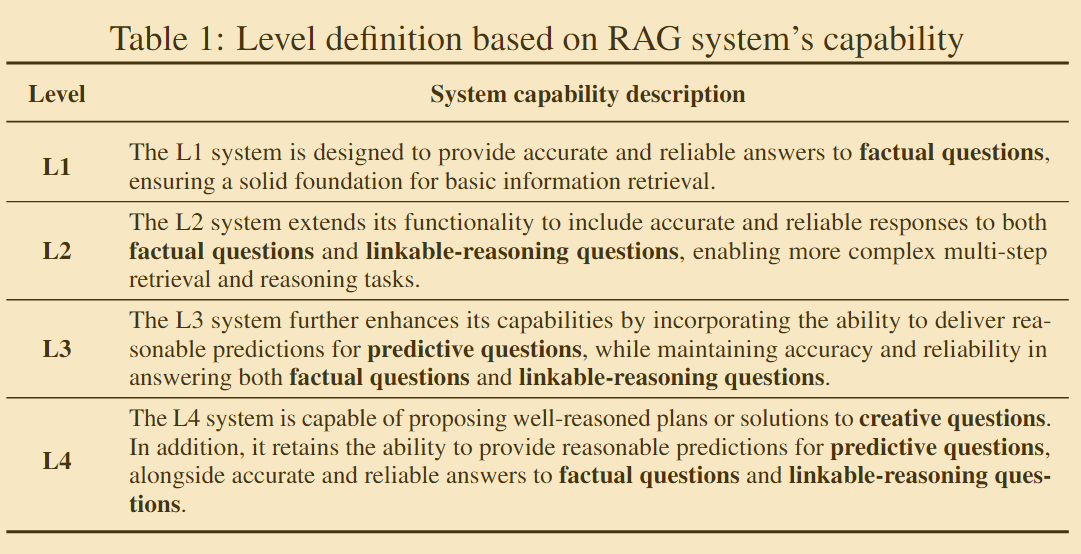 Table 1: Level definition based on RAG system's capability
Level System capability description
L1
The L1 system is designed to provide accurate and reliable answers to factual questions,
ensuring a solid foundation for basic information retrieval.
L2
The L2 system extends its functionality to include accurate and reliable responses to both
factual questions and linkable-reasoning questions, enabling more complex multi-step
retrieval and reasoning tasks.
L3
The L3 system further enhances its capabilities by incorporating the ability to deliver rea-
sonable predictions for predictive questions, while maintaining accuracy and reliability in
answering both factual questions and linkable-reasoning questions.
L4
The L4 system is capable of proposing well-reasoned plans or solutions to creative questions.
In addition, it retains the ability to provide reasonable predictions for predictive questions,
alongside accurate and reliable answers to factual questions and linkable-reasoning ques-
tions.